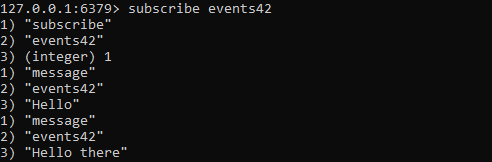 127.0.0.1:6379> subscribe events42
1) "subscribe"
2) "events42"
3) (integer) 1
1) "message"
2) "events42"
3) "Hello"
1) "message"
2) "events42"
3) "Hello there"